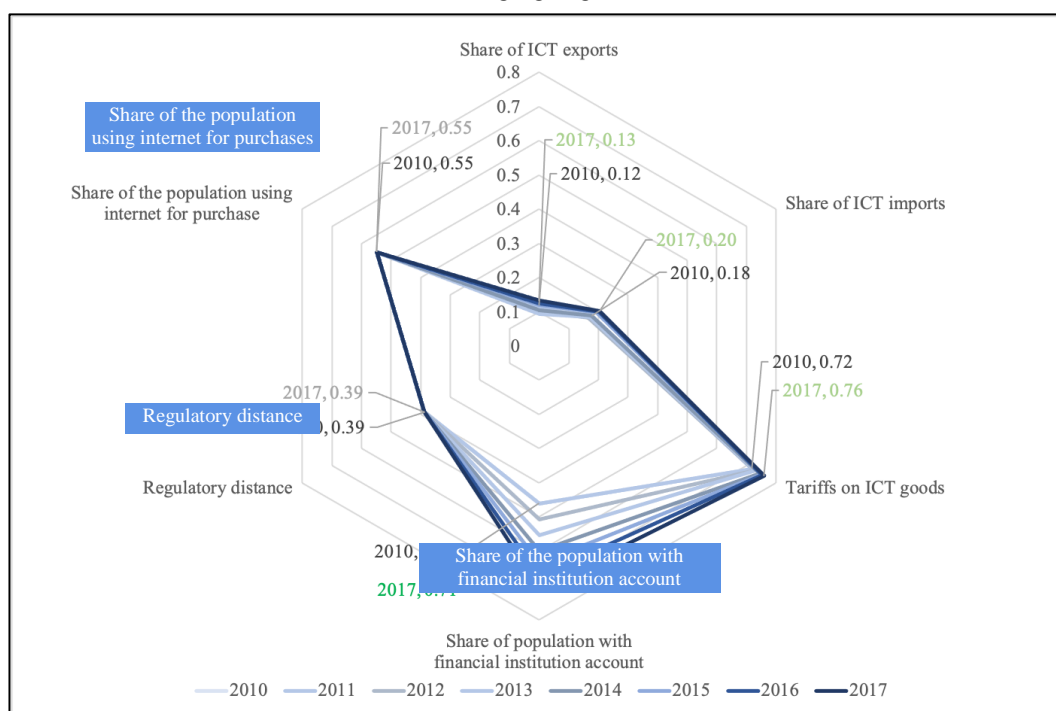 Share of ICT exports
0.8
0.7
0.6
0.5
0.4
0.3
0.2
0.1
0
Share of the population
using internet for purchases
2017, 0.55
2010, 0.55
2017, 0.13
2010, 0.12
Share of the population using
internet for purchase
Share of ICT imports
2017, 0.20
2010, 0.18
2010, 0.72
2017, 0.76
2017, 0.39
Regulatory distance
0.39
Regulatory distance
Tariffs on ICT goods
2010,
Share of the population with
financial institution account
2017,
Share of population with
financial institution account
2010 2011 2012 2013 2014 2015 2016 2017